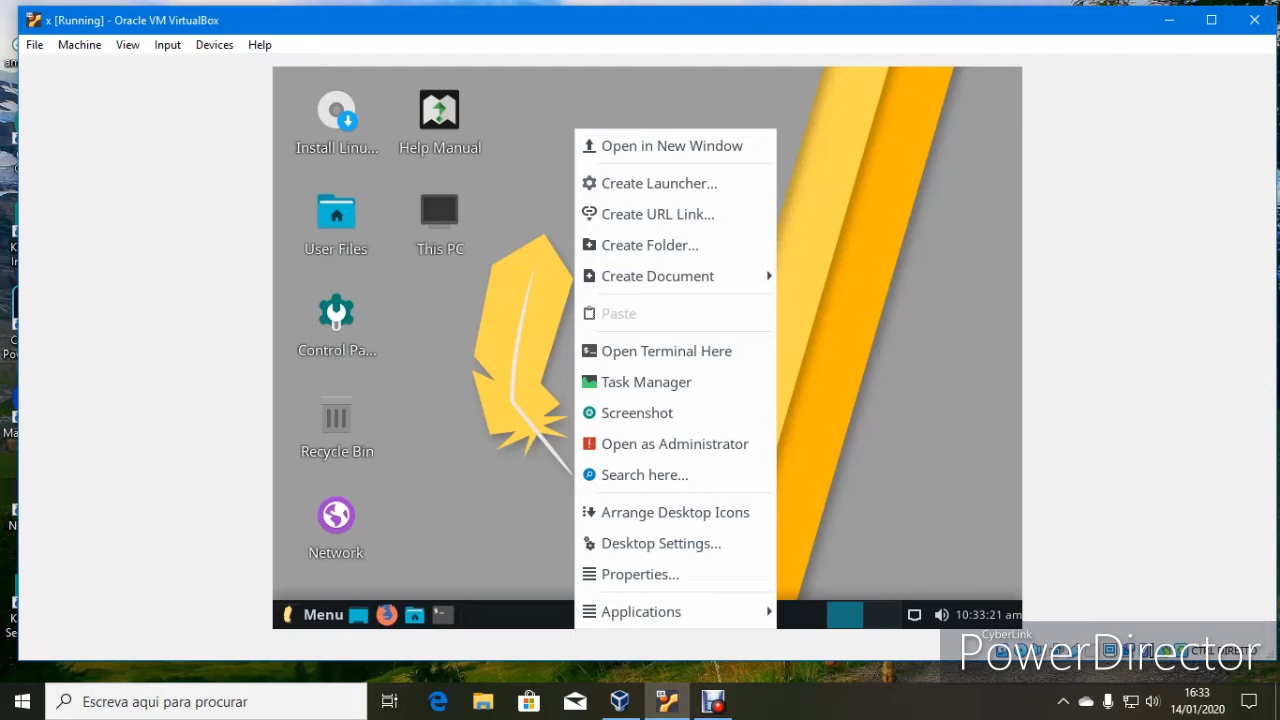 x [Running] - Oracle VM VirtualBox
File Machine View Input Devices Help
Install Linu...
Help Manual
User Files
This PC
Control Pa...
Recycle Bin
Network
Open in New Window
Create Launcher...
Create URL Link...
Create Folder...
Create Document
Paste
Open Terminal Here
Task Manager
Screenshot
Open as Administrator
Search here...
Arrange Desktop Icons
Desktop Settings...
Properties...
Applications
Menu
10:33:21 am
CyberLink
PowerDirector
CTRL DIREITO
Escreva aqui para procurar
16:33
14/01/2020